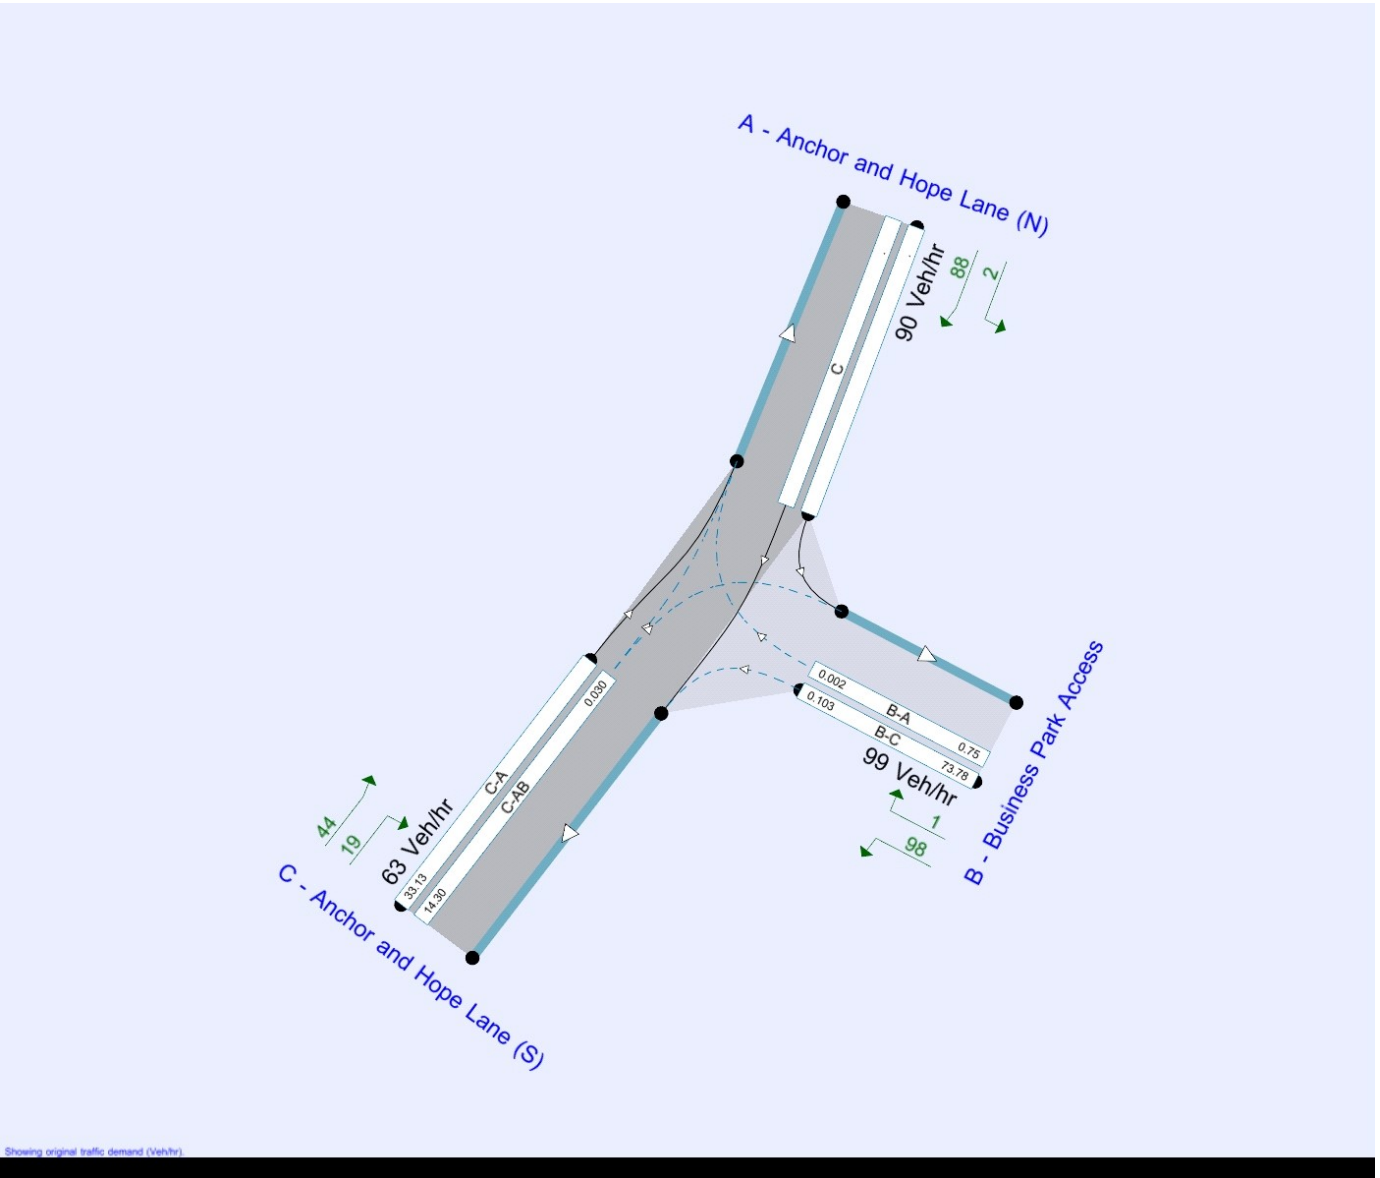 A - Anchor and Hope Lane (N)
90 Veh/hr
88
2
C
0.030
C-A
C-AB
33.13
14.30
63 Veh/hr
44
19
C - Anchor and Hope Lane (S)
0.002
B-A
0.75
0.103
B-C
73.78
99 Veh/hr
1
98
B - Business Park Access
Showing original traffic demand (Veh/hr).